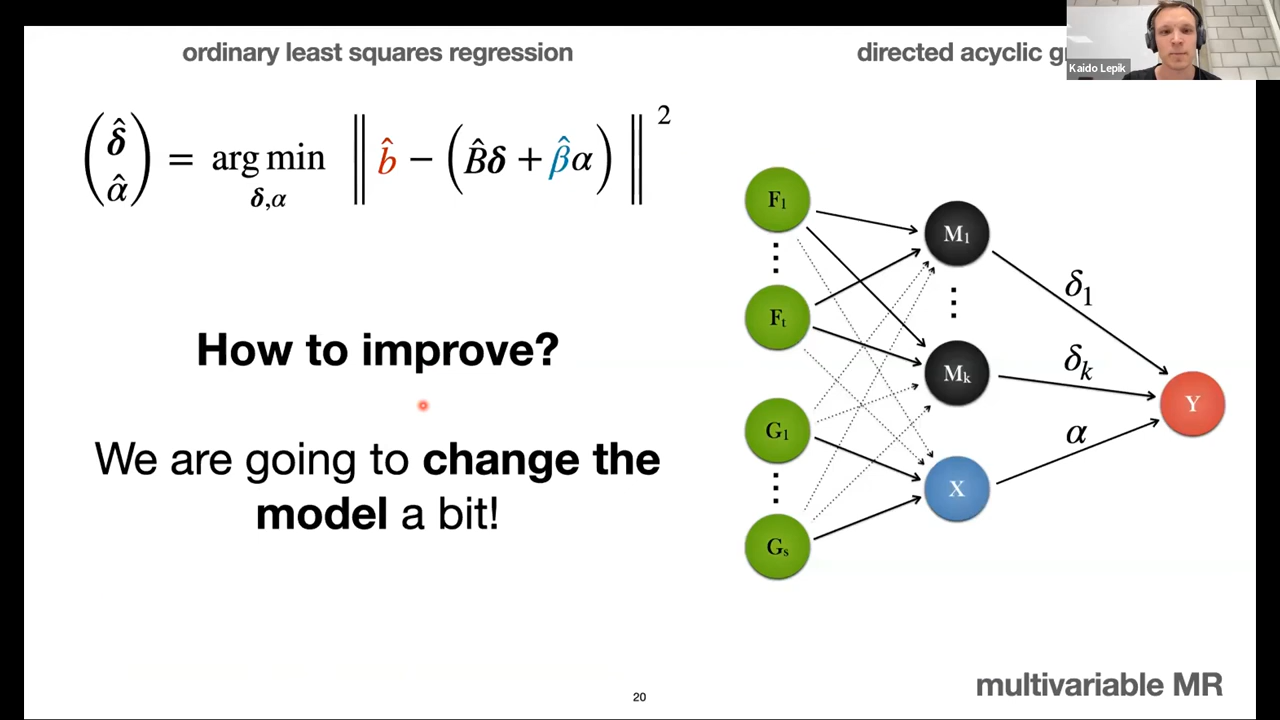 ordinary least squares regression
directed acyclic g
Kaido Lepik
(δ̂ α̂) = arg min δ,α ‖ b̂ − (B̂δ + β̂α) ‖ 2
F1
M1
⋮
⋮
δ1
Ft
How to improve?
δk
Mk
Y
G1
α
We are going to change the
model a bit!
⋮
X
Gs
multivariable MR
20